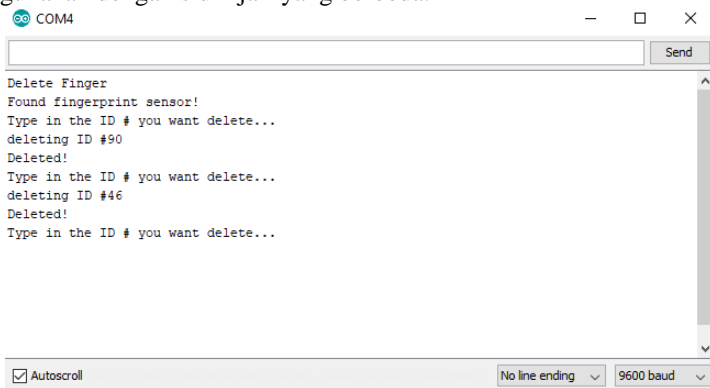 COM4
Send
Delete Finger
Found fingerprint sensor!
Type in the ID # you want delete...
deleting ID #90
Deleted!
Type in the ID # you want delete...
deleting ID #46
Deleted!
Type in the ID # you want delete...
Autoscroll No line ending 9600 baud